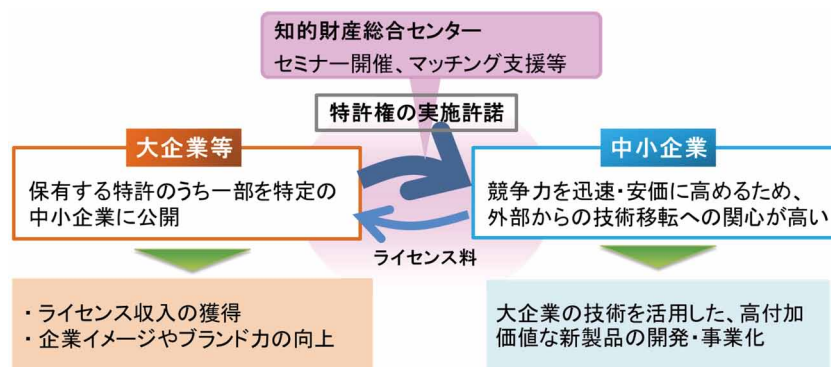 知的財産総合センター
セミナー開催、マッチング支援等
特許権の実施許諾
大企業等
保有する特許のうち一部を特定の
中小企業に公開
中小企業
競争力を迅速・安価に高めるため、
外部からの技術移転への関心が高い
ライセンス料
・ライセンス収入の獲得
・企業イメージやブランド力の向上
大企業の技術を活用した、高付加
価値な新製品の開発・事業化